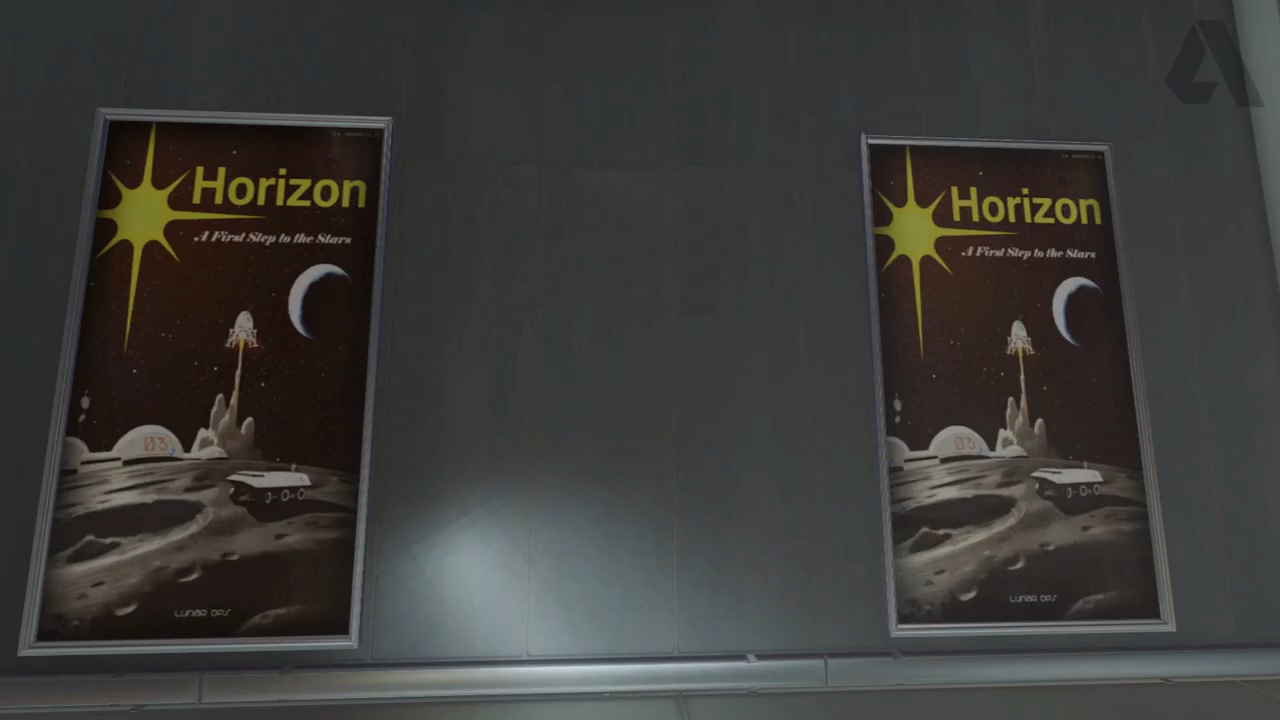 Horizon
A First Step to the Stars
03
LUNAR OPS
Horizon
A First Step to the Stars
03
LUNAR OPS